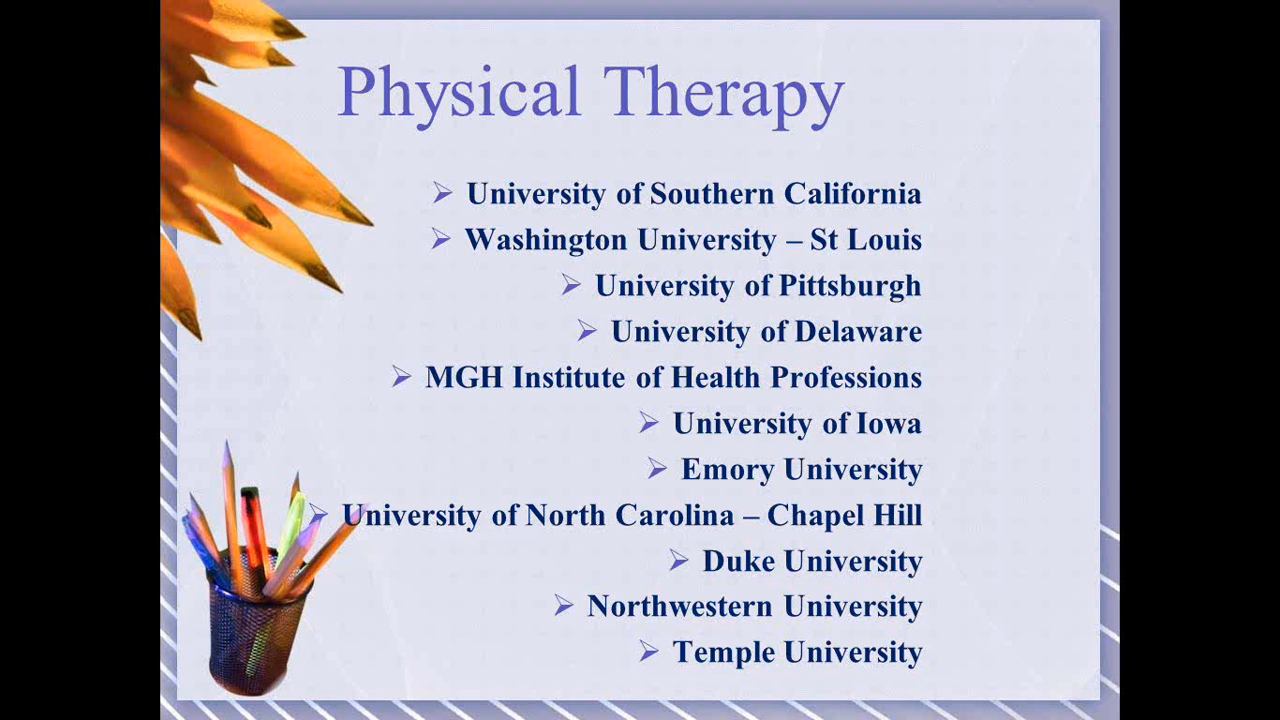 Physical Therapy
University of Southern California
Washington University – St Louis
University of Pittsburgh
University of Delaware
MGH Institute of Health Professions
University of Iowa
Emory University
University of North Carolina – Chapel Hill
Duke University
Northwestern University
Temple University